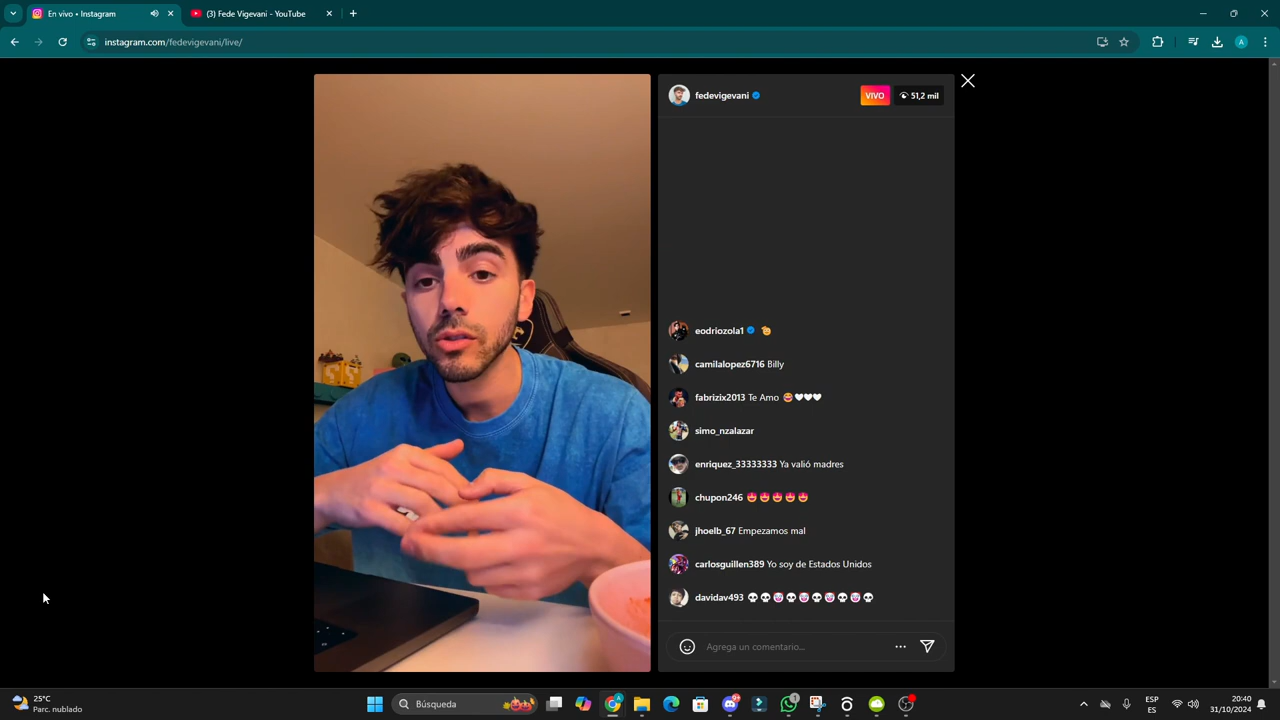 En vivo • Instagram
(3) Fede Vigevani - YouTube
instagram.com/fedevigevani/live/
fedevigevani
VIVO
51,2 mil
eodriozola1
camilalopez6716 Billy
fabrizix2013 Te Amo 🥰🤍🤍🤍
simo_nzalazar
enriquez_33333333 Ya valió madres
chupon246 😍😍😍😍😍
jhoelb_67 Empezamos mal
carlosguillen389 Yo soy de Estados Unidos
davidav493 💀💀🤡💀🤡💀🤡💀🤡💀
Agrega un comentario...
25°C
Parc. nublado
Búsqueda
9+
1
ESP
ES
20:40
31/10/2024